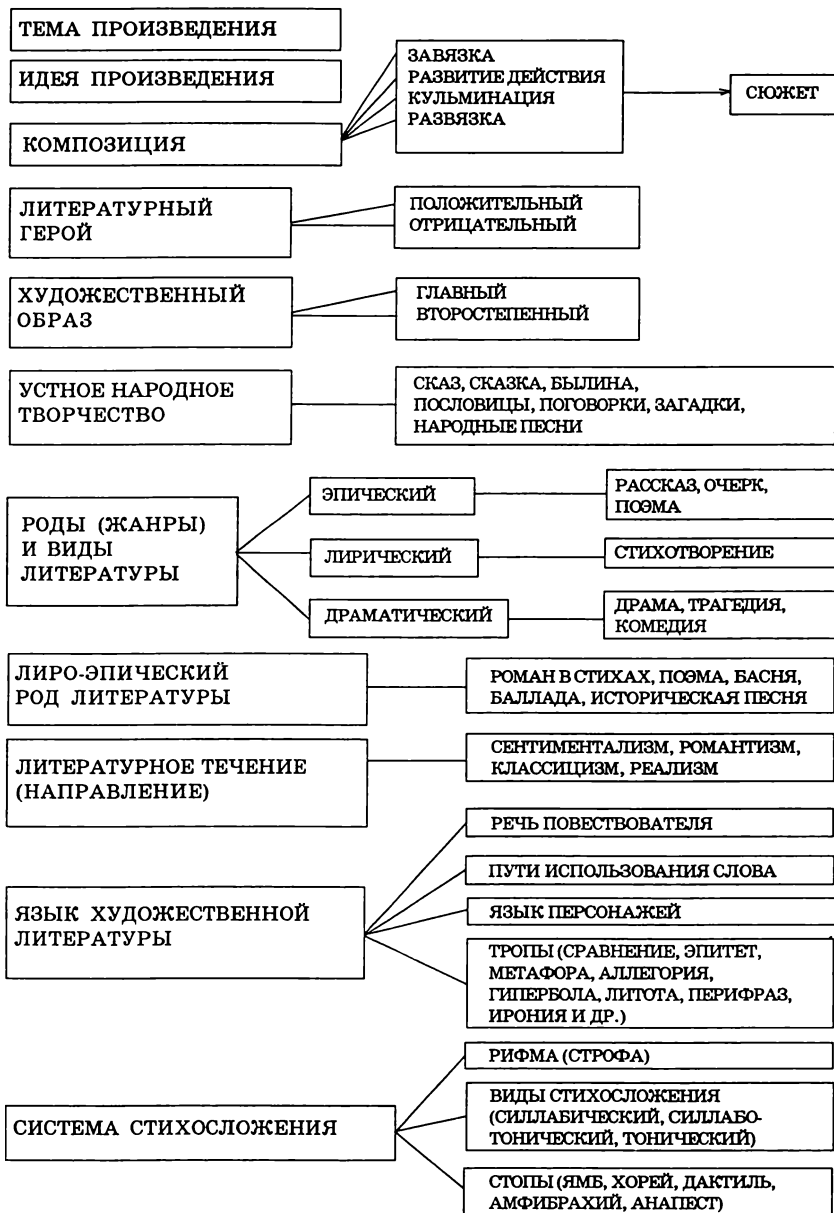 ТЕМА ПРОИЗВЕДЕНИЯ
ИДЕЯ ПРОИЗВЕДЕНИЯ
КОМПОЗИЦИЯ
ЗАВЯЗКА
РАЗВИТИЕ ДЕЙСТВИЯ
КУЛЬМИНАЦИЯ
РАЗВЯЗКА
СЮЖЕТ
ЛИТЕРАТУРНЫЙ
ГЕРОЙ
ПОЛОЖИТЕЛЬНЫЙ
ОТРИЦАТЕЛЬНЫЙ
ХУДОЖЕСТВЕННЫЙ
ОБРАЗ
ГЛАВНЫЙ
ВТОРОСТЕПЕННЫЙ
УСТНОЕ НАРОДНОЕ
ТВОРЧЕСТВО
СКАЗ, СКАЗКА, БЫЛИНА,
ПОСЛОВИЦЫ, ПОГОВОРКИ, ЗАГАДКИ,
НАРОДНЫЕ ПЕСНИ
РОДЫ (ЖАНРЫ)
И ВИДЫ
ЛИТЕРАТУРЫ
ЭПИЧЕСКИЙ
РАССКАЗ, ОЧЕРК,
ПОЭМА
ЛИРИЧЕСКИЙ
СТИХОТВОРЕНИЕ
ДРАМАТИЧЕСКИЙ
ДРАМА, ТРАГЕДИЯ,
КОМЕДИЯ
ЛИРО-ЭПИЧЕСКИЙ
РОД ЛИТЕРАТУРЫ
РОМАН В СТИХАХ, ПОЭМА, БАСНЯ,
БАЛЛАДА, ИСТОРИЧЕСКАЯ ПЕСНЯ
ЛИТЕРАТУРНОЕ ТЕЧЕНИЕ
(НАПРАВЛЕНИЕ)
СЕНТИМЕНТАЛИЗМ, РОМАНТИЗМ,
КЛАССИЦИЗМ, РЕАЛИЗМ
ЯЗЫК ХУДОЖЕСТВЕННОЙ
ЛИТЕРАТУРЫ
РЕЧЬ ПОВЕСТВОВАТЕЛЯ
ПУТИ ИСПОЛЬЗОВАНИЯ СЛОВА
ЯЗЫК ПЕРСОНАЖЕЙ
ТРОПЫ (СРАВНЕНИЕ, ЭПИТЕТ,
МЕТАФОРА, АЛЛЕГОРИЯ,
ГИПЕРБОЛА, ЛИТОТА, ПЕРИФРАЗ,
ИРОНИЯ И ДР.)
СИСТЕМА СТИХОСЛОЖЕНИЯ
РИФМА (СТРОФА)
ВИДЫ СТИХОСЛОЖЕНИЯ
(СИЛЛАБИЧЕСКИЙ, СИЛЛАБО-
ТОНИЧЕСКИЙ, ТОНИЧЕСКИЙ)
СТОПЫ (ЯМБ, ХОРЕЙ, ДАКТИЛЬ,
АМФИБРАХИЙ, АНАПЕСТ)